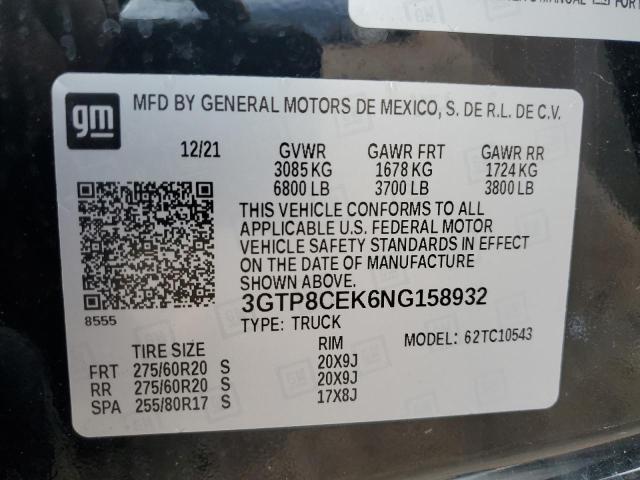 gm
MFD BY GENERAL MOTORS DE MEXICO, S. DE R.L. DE C.V.
12/21 GVWR GAWR FRT GAWR RR
3085 KG 1678 KG 1724 KG
6800 LB 3700 LB 3800 LB
THIS VEHICLE CONFORMS TO ALL
APPLICABLE U.S. FEDERAL MOTOR
VEHICLE SAFETY STANDARDS IN EFFECT
ON THE DATE OF MANUFACTURE
SHOWN ABOVE.
3GTP8CEK6NG158932
8555
TYPE: TRUCK
MODEL: 62TC10543
TIRE SIZE RIM
FRT 275/60R20 S 20X9J
RR 275/60R20 S 20X9J
SPA 255/80R17 S 17X8J